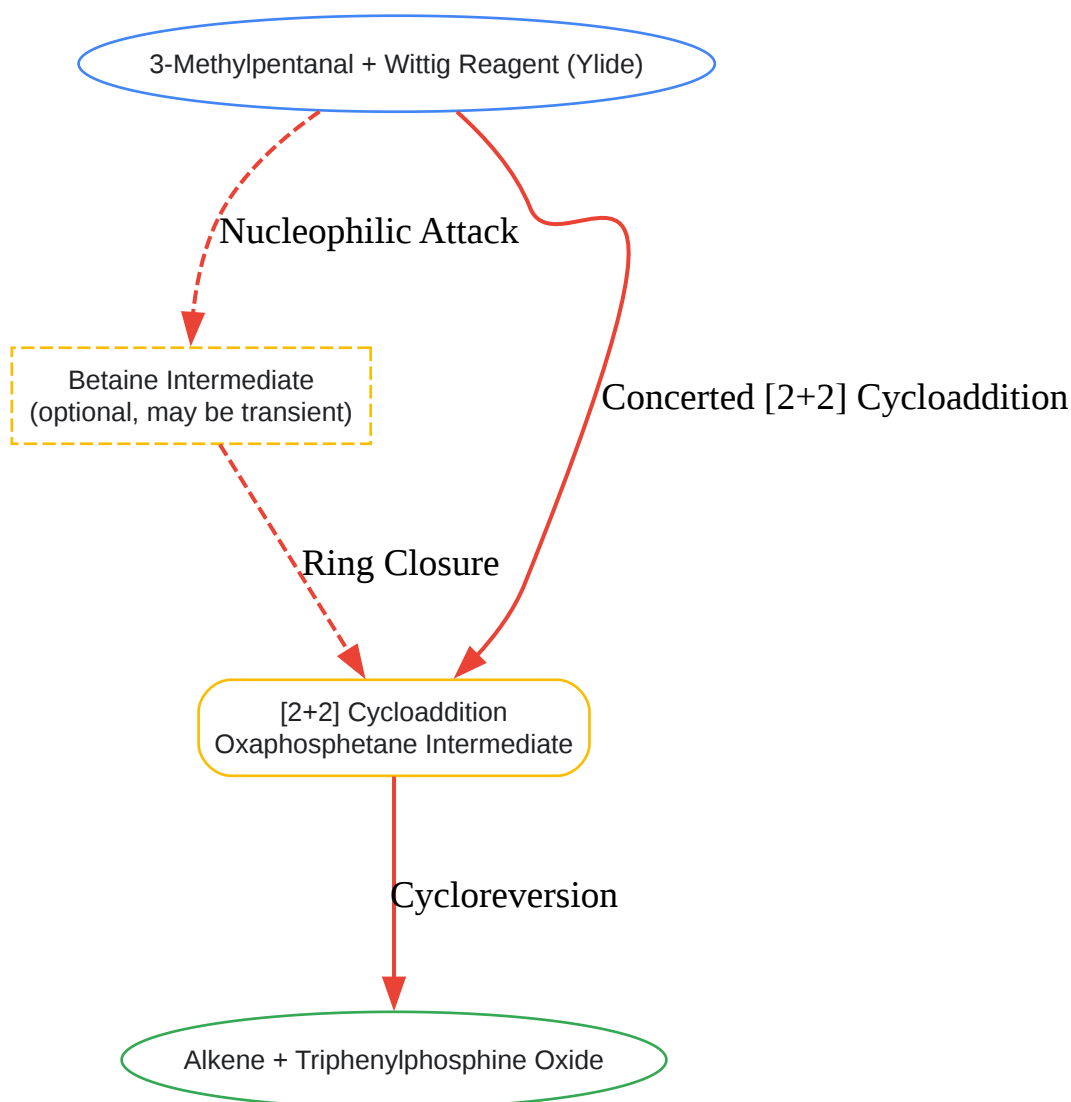 3-Methylpentanal + Wittig Reagent (Ylide)
Nucleophilic Attack
Betaine Intermediate
(optional, may be transient)
Concerted [2+2] Cycloaddition
Ring Closure
[2+2] Cycloaddition
Oxaphosphetane Intermediate
Cycloreversion
Alkene + Triphenylphosphine Oxide